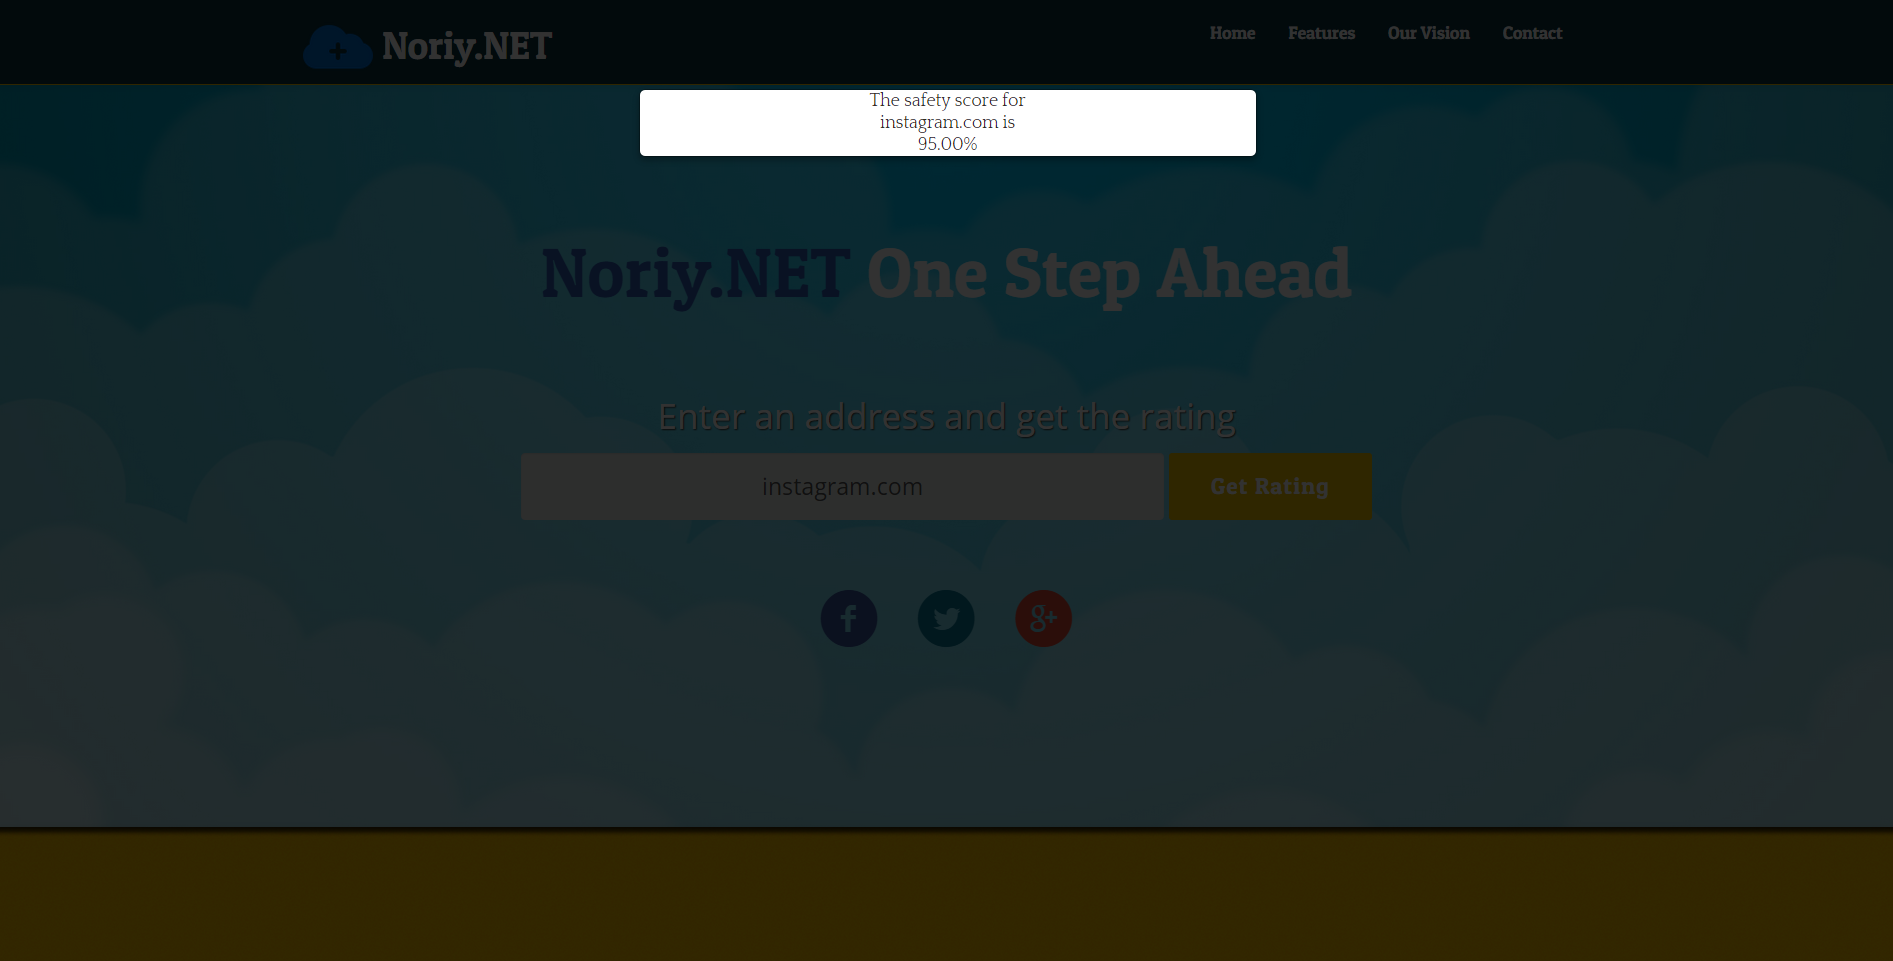 Noriy.NET
Home Features Our Vision Contact
The safety score for
instagram.com is
95.00%
Noriy.NET One Step Ahead
Enter an address and get the rating
instagram.com Get Rating